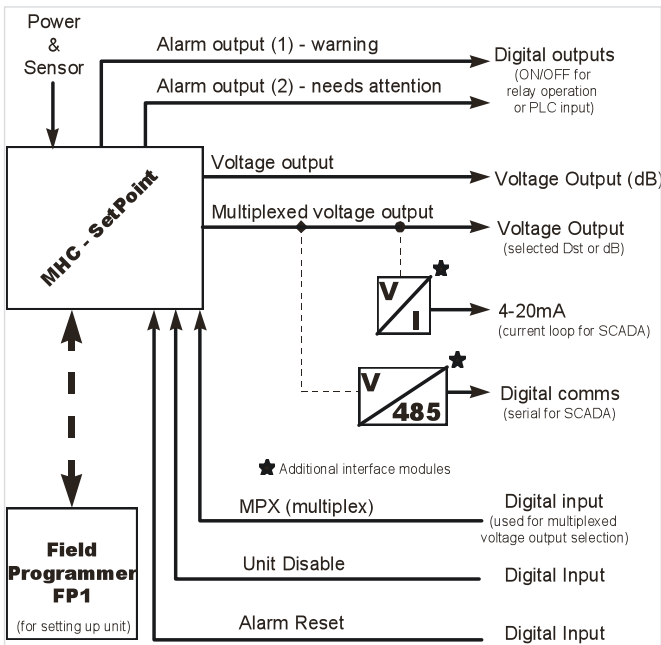 Power
&
Sensor
Alarm output (1) - warning
Alarm output (2) - needs attention
Digital outputs
(ON/OFF for
relay operation
or PLC input)
MHC - SetPoint
Voltage output
Voltage Output (dB)
Multiplexed voltage output
Voltage Output
(selected Dst or dB)
V
I
4-20mA
(current loop for SCADA)
V
485
Digital comms
(serial for SCADA)
Additional interface modules
MPX (multiplex)
Digital input
(used for multiplexed
voltage output selection)
Field
Programmer
FP1
(for setting up unit)
Unit Disable
Digital Input
Alarm Reset
Digital Input